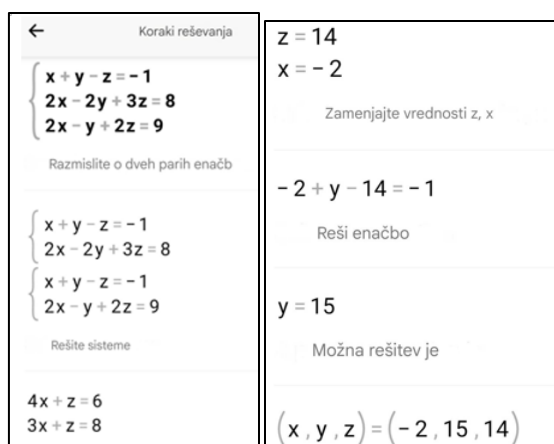 Koraki reševanja
x + y - z = - 1
2x - 2y + 3z = 8
2x - y + 2z = 9
Razmislite o dveh parih enačb
x + y - z = - 1
2x - 2y + 3z = 8
x + y - z = - 1
2x - y + 2z = 9
Rešite sisteme
4x + z = 6
3x + z = 8
z = 14
x = - 2
Zamenjajte vrednosti z, x
- 2 + y - 14 = - 1
Reši enačbo
y = 15
Možna rešitev je
(x , y , z) = (- 2 , 15 , 14)